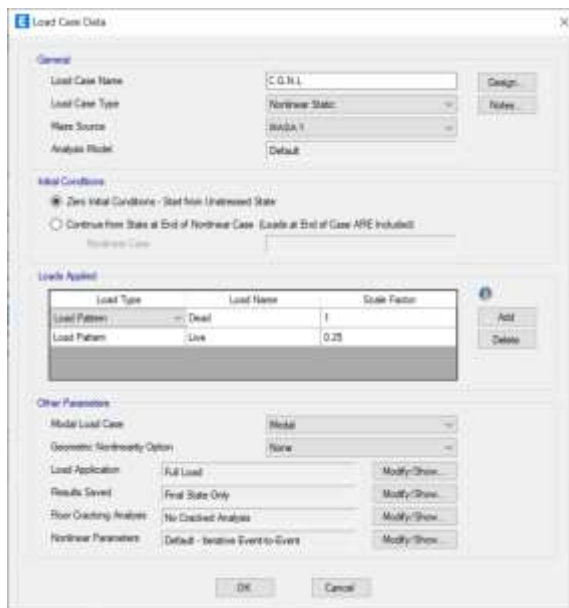 Load Case Data
General
Load Case Name C.G.N.L Design...
Load Case Type Nonlinear Static Notes...
Mass Source MASA 1
Analysis Model Default
Initial Conditions
Zero Initial Conditions - Start from Unstressed State
Continue from State at End of Nonlinear Case (Loads at End of Case ARE Included)
Nonlinear Case
Loads Applied
Load Type Load Name Scale Factor
Load Pattern Dead 1 Add
Load Pattern Live 0.25 Delete
Other Parameters
Modal Load Case Modal
Geometric Nonlinearity Option None
Load Application Full Load Modify/Show...
Results Saved Final State Only Modify/Show...
Floor Cracking Analysis No Cracked Analysis Modify/Show...
Nonlinear Parameters Default - Iterative Event-to-Event Modify/Show...
OK Cancel